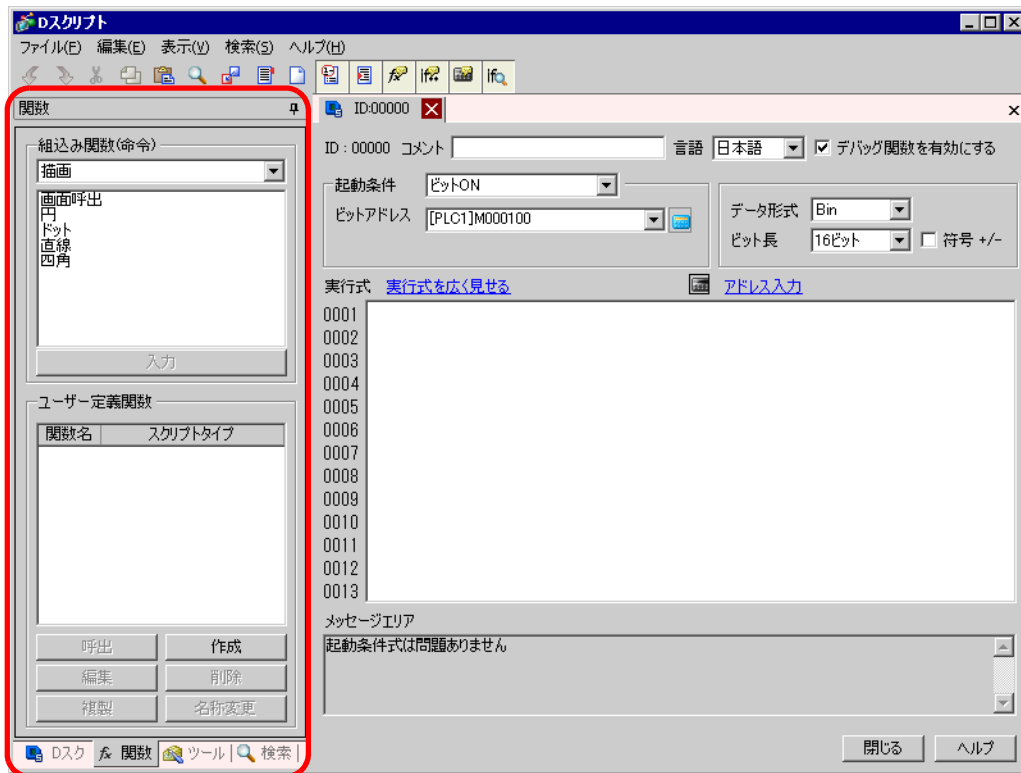 Dスクリプト
ファイル(F) 編集(E) 表示(V) 検索(S) ヘルプ(H)
関数
組込み関数(命令)
描画
画面呼出
円
ドット
直線
四角
入力
ユーザー定義関数
関数名 スクリプトタイプ
呼出 作成
編集 削除
複製 名称変更
Dスク 関数 ツール 検索
ID:00000
ID : 00000 コメント 言語 日本語 デバッグ関数を有効にする
起動条件 ビットON
ビットアドレス [PLC1]M000100
データ形式 Bin
ビット長 16ビット 符号 +/-
実行式 実行式を広く見せる アドレス入力
0001
0002
0003
0004
0005
0006
0007
0008
0009
0010
0011
0012
0013
メッセージエリア
起動条件式は問題ありません
閉じる ヘルプ